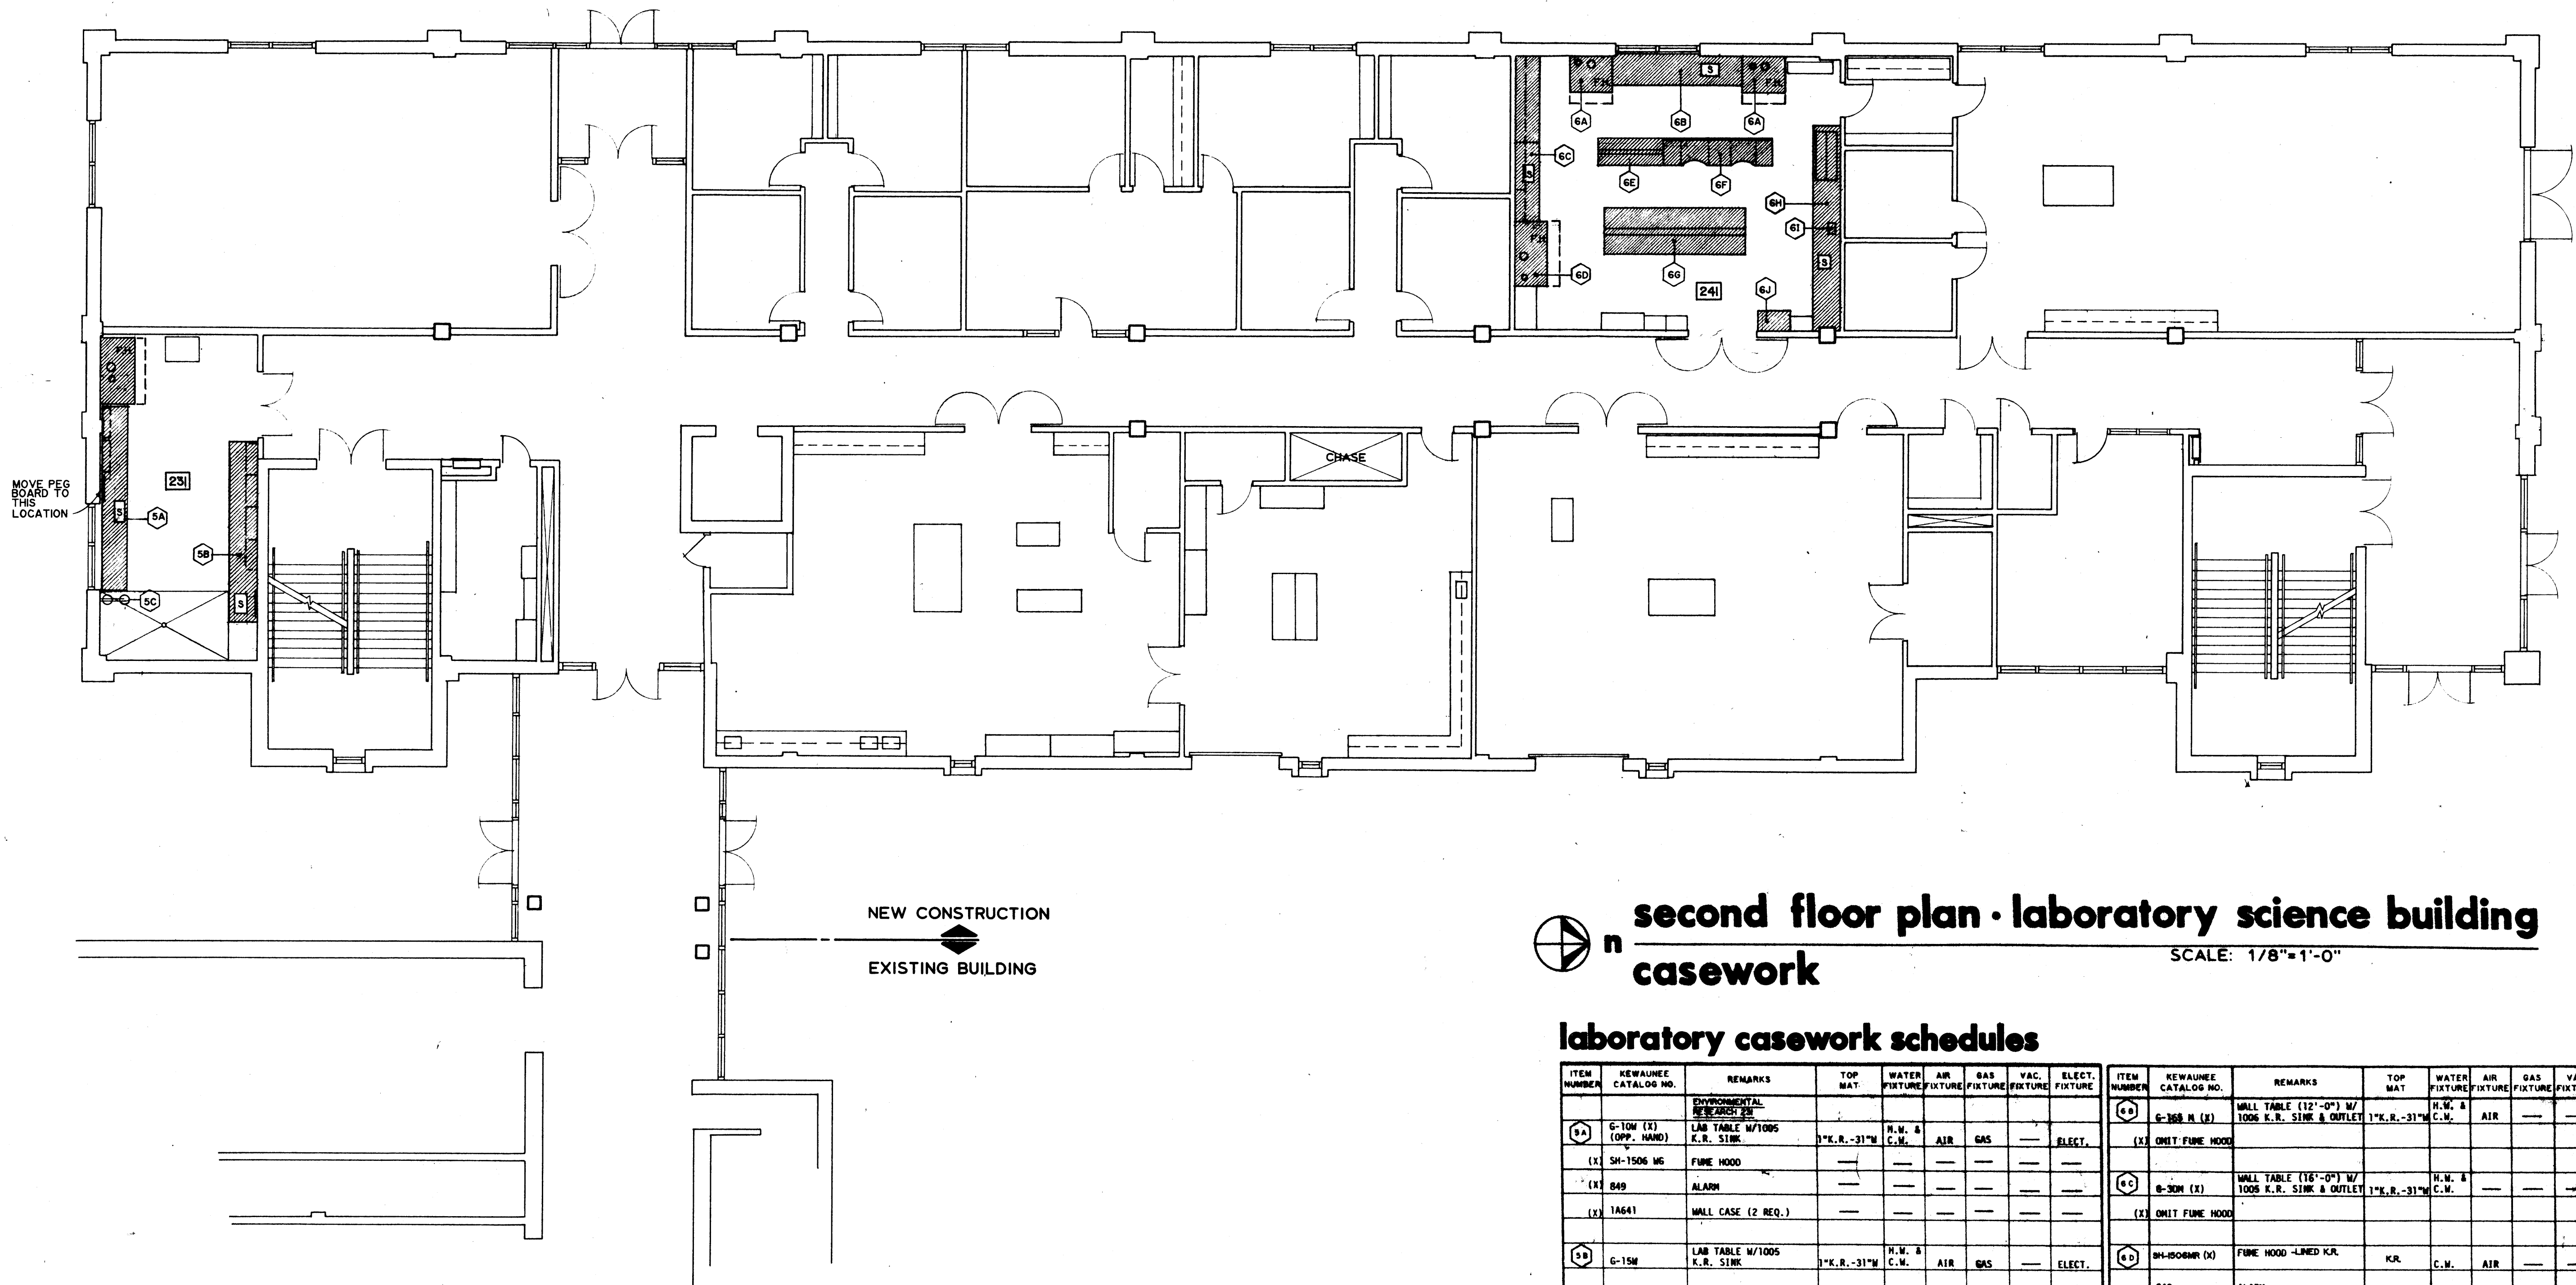 F.H.
S
F.H.
6A
6B
6A
6C
S
6E
6F
6H
6I
S
F.H.
6D
6G
241
6J
F.H.
CHASE
231
MOVE PEG
BOARD TO
THIS
LOCATION
S
5A
5B
5C
S
NEW CONSTRUCTION
EXISTING BUILDING
n
second floor plan · laboratory science building
SCALE: 1/8"=1'-0"
casework
laboratory casework schedules
ITEM NUMBER KEWAUNEE CATALOG NO. REMARKS TOP MAT. WATER FIXTURE AIR FIXTURE GAS FIXTURE VAC. FIXTURE ELECT. FIXTURE
ENVIRONMENTAL RESEARCH 231
5A G-10W (X) (OPP. HAND) LAB TABLE W/1005 K.R. SINK 1"K.R.-31"W H.W. & C.W. AIR GAS — ELECT.
(X) SH-1506 WG FUME HOOD — — — — — —
(X) 849 ALARM — — — — — —
(X) 1A641 WALL CASE (2 REQ.) — — — — — —
5B G-15W LAB TABLE W/1005 K.R. SINK 1"K.R.-31"W H.W. & C.W. AIR GAS — ELECT.
ITEM NUMBER KEWAUNEE CATALOG NO. REMARKS TOP MAT WATER FIXTURE AIR FIXTURE GAS FIXTURE
6B G-16S M (X) WALL TABLE (12'-0") W/ 1006 K.R. SINK & OUTLET 1"K.R.-31"W H.W. & C.W. AIR —
(X) OMIT FUME HOOD
6C G-30M (X) WALL TABLE (16'-0") W/ 1005 K.R. SINK & OUTLET 1"K.R.-31"W H.W. & C.W. — —
(X) OMIT FUME HOOD
6D SH-1506MR (X) FUME HOOD -LINED K.R. K.R. C.W. AIR —